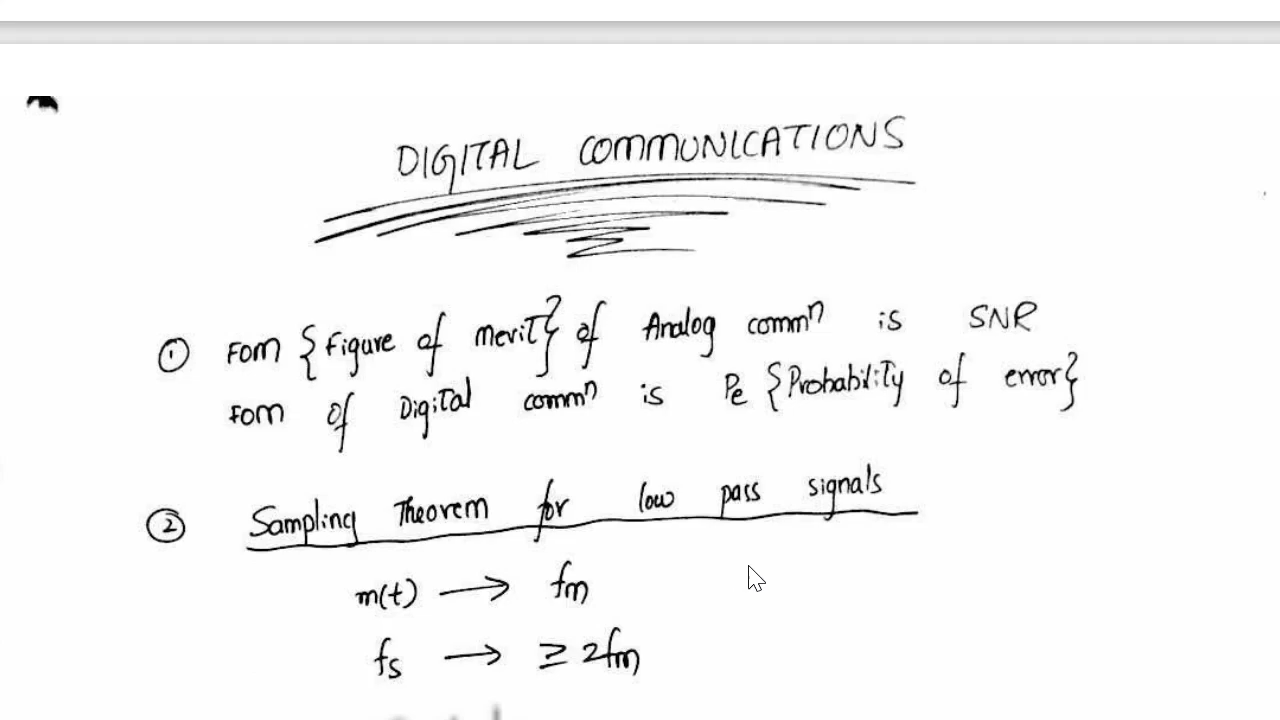 DIGITAL COMMUNICATIONS
① FOM {Figure of MeriT} of Analog commⁿ is SNR
FOM of Digital commⁿ is Pe {Probability of error}
② Sampling Theorem for low pass signals
m(t) → fm
fs → ≥ 2fm